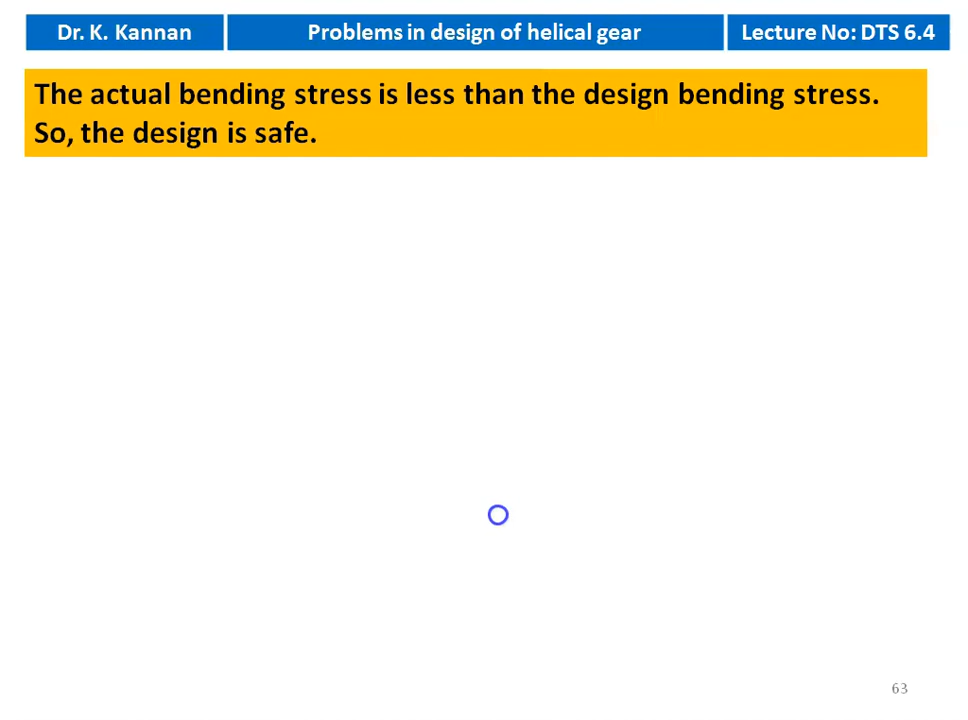 Dr. K. Kannan
Problems in design of helical gear
Lecture No: DTS 6.4
The actual bending stress is less than the design bending stress.
So, the design is safe.
63